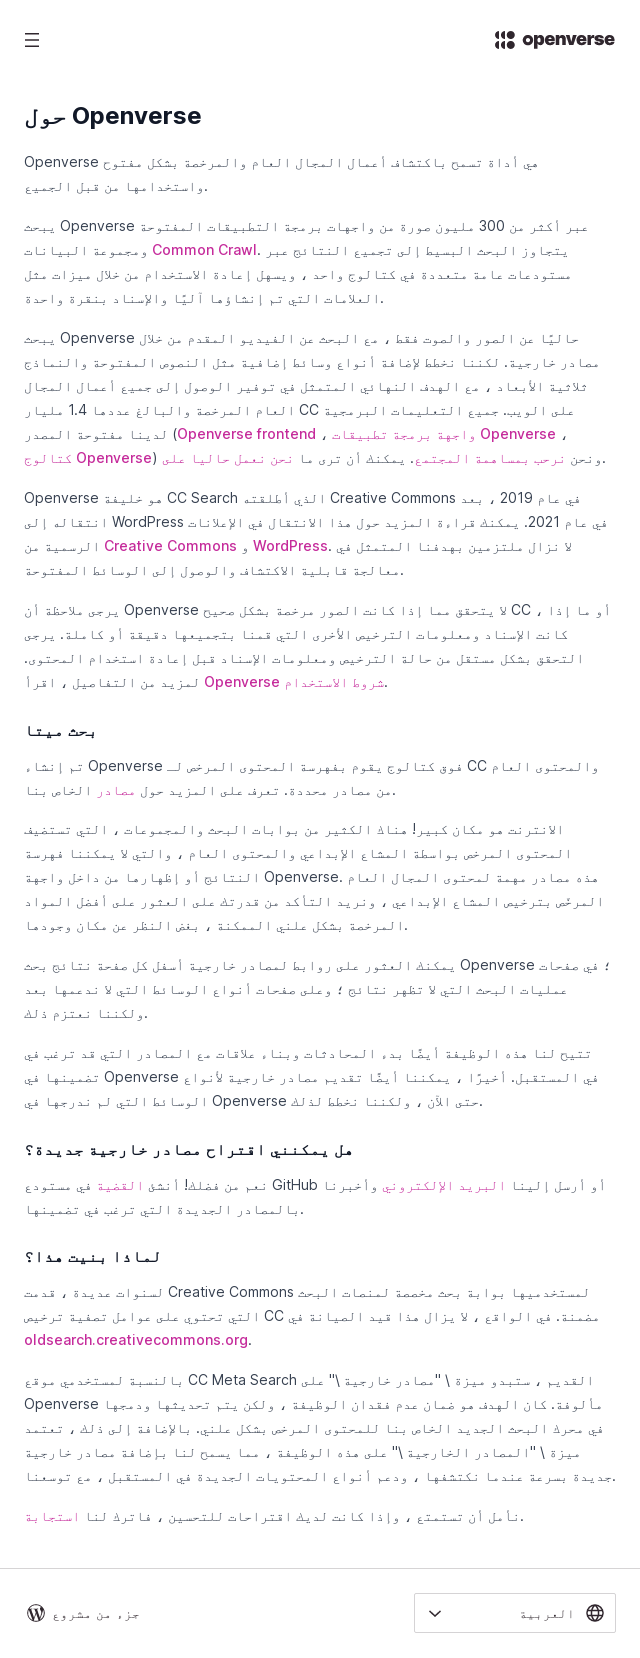 openverse
حول Openverse
Openverse هي أداة تسمح باكتشاف أعمال المجال العام والمرخصة بشكل مفتوح
واستخدامها من قبل الجميع.
يبحث Openverse عبر أكثر من 300 مليون صورة من واجهات برمجة التطبيقات المفتوحة
ومجموعة البيانات Common Crawl. يتجاوز البحث البسيط إلى تجميع النتائج عبر
مستودعات عامة متعددة في كتالوج واحد ، ويسهل إعادة الاستخدام من خلال ميزات مثل
العلامات التي تم إنشاؤها آليًا والإسناد بنقرة واحدة.
يبحث Openverse حاليًا عن الصور والصوت فقط ، مع البحث عن الفيديو المقدم من خلال
مصادر خارجية. لكننا نخطط لإضافة أنواع وسائط إضافية مثل النصوص المفتوحة والنماذج
ثلاثية الأبعاد ، مع الهدف النهائي المتمثل في توفير الوصول إلى جميع أعمال المجال
العام المرخصة والبالغ عددها 1.4 مليار CC على الويب. جميع التعليمات البرمجية
لدينا مفتوحة المصدر (Openverse frontend ، واجهة برمجة تطبيقات Openverse ،
كتالوج Openverse) ونحن نرحب بمساهمة المجتمع. يمكنك أن ترى ما نحن نعمل حاليا على.
Openverse هو خليفة CC Search الذي أطلقته Creative Commons في عام 2019 ، بعد
انتقاله إلى WordPress في عام 2021. يمكنك قراءة المزيد حول هذا الانتقال في الإعلانات
الرسمية من Creative Commons و WordPress. لا نزال ملتزمين بهدفنا المتمثل في
معالجة قابلية الاكتشاف والوصول إلى الوسائط المفتوحة.
يرجى ملاحظة أن Openverse لا يتحقق مما إذا كانت الصور مرخصة بشكل صحيح CC ، أو ما إذا
كانت الإسناد ومعلومات الترخيص الأخرى التي قمنا بتجميعها دقيقة أو كاملة. يرجى
التحقق بشكل مستقل من حالة الترخيص ومعلومات الإسناد قبل إعادة استخدام المحتوى.
لمزيد من التفاصيل ، اقرأ Openverse شروط الاستخدام.
بحث ميتا
تم إنشاء Openverse فوق كتالوج يقوم بفهرسة المحتوى المرخص لـ CC والمحتوى العام
من مصادر محددة. تعرف على المزيد حول مصادر الخاص بنا.
الانترنت هو مكان كبير! هناك الكثير من بوابات البحث والمجموعات ، التي تستضيف
المحتوى المرخص بواسطة المشاع الإبداعي والمحتوى العام ، والتي لا يمكننا فهرسة
النتائج أو إظهارها من داخل واجهة Openverse. هذه مصادر مهمة لمحتوى المجال العام
المرخّص بترخيص المشاع الإبداعي ، ونريد التأكد من قدرتك على العثور على أفضل المواد
المرخصة بشكل علني الممكنة ، بغض النظر عن مكان وجودها.
يمكنك العثور على روابط لمصادر خارجية أسفل كل صفحة نتائج بحث Openverse ؛ في صفحات
عمليات البحث التي لا تظهر نتائج ؛ وعلى صفحات أنواع الوسائط التي لا ندعمها بعد
ولكننا نعتزم ذلك.
تتيح لنا هذه الوظيفة أيضًا بدء المحادثات وبناء علاقات مع المصادر التي قد ترغب في
تضمينها في Openverse في المستقبل. أخيرًا ، يمكننا أيضًا تقديم مصادر خارجية لأنواع
الوسائط التي لم ندرجها في Openverse حتى الآن ، ولكننا نخطط لذلك.
هل يمكنني اقتراح مصادر خارجية جديدة؟
نعم من فضلك! أنشئ القضية في مستودع GitHub أو أرسل إلينا البريد الإلكتروني وأخبرنا
بالمصادر الجديدة التي ترغب في تضمينها.
لماذا بنيت هذا؟
لسنوات عديدة ، قدمت Creative Commons لمستخدميها بوابة بحث مخصصة لمنصات البحث
التي تحتوي على عوامل تصفية ترخيص CC مضمنة. في الواقع ، لا يزال هذا قيد الصيانة في
oldsearch.creativecommons.org.
بالنسبة لمستخدمي موقع CC Meta Search القديم ، ستبدو ميزة \ "مصادر خارجية \" على
Openverse مألوفة. كان الهدف هو ضمان عدم فقدان الوظيفة ، ولكن يتم تحديثها ودمجها
في محرك البحث الجديد الخاص بنا للمحتوى المرخص بشكل علني. بالإضافة إلى ذلك ، تعتمد
ميزة \ "المصادر الخارجية \" على هذه الوظيفة ، مما يسمح لنا بإضافة مصادر خارجية
جديدة بسرعة عندما نكتشفها ، ودعم أنواع المحتويات الجديدة في المستقبل ، مع توسعنا.
نأمل أن تستمتع ، وإذا كانت لديك اقتراحات للتحسين ، فاترك لنا استجابة.
جزء من مشروع
العربية